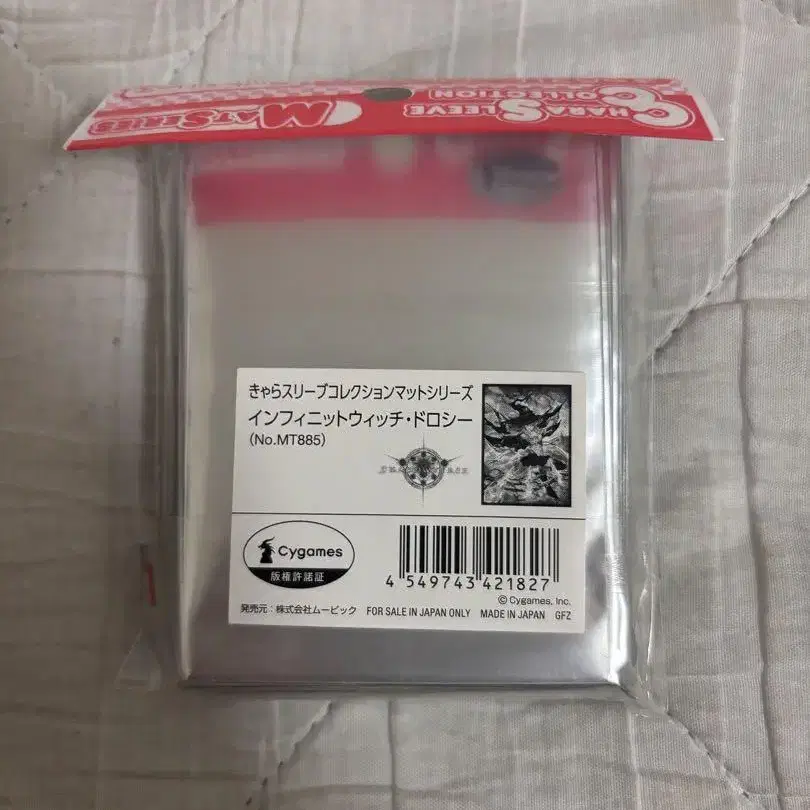 CHARA SLEEVE COLLECTION
MAT SERIES
きゃらスリーブコレクションマットシリーズ
インフィニットウィッチ・ドロシー
(No.MT885)
Cygames
版権許諾証
4 549743 421827
© Cygames, Inc.
発売元:株式会社ムービック FOR SALE IN JAPAN ONLY MADE IN JAPAN GFZ